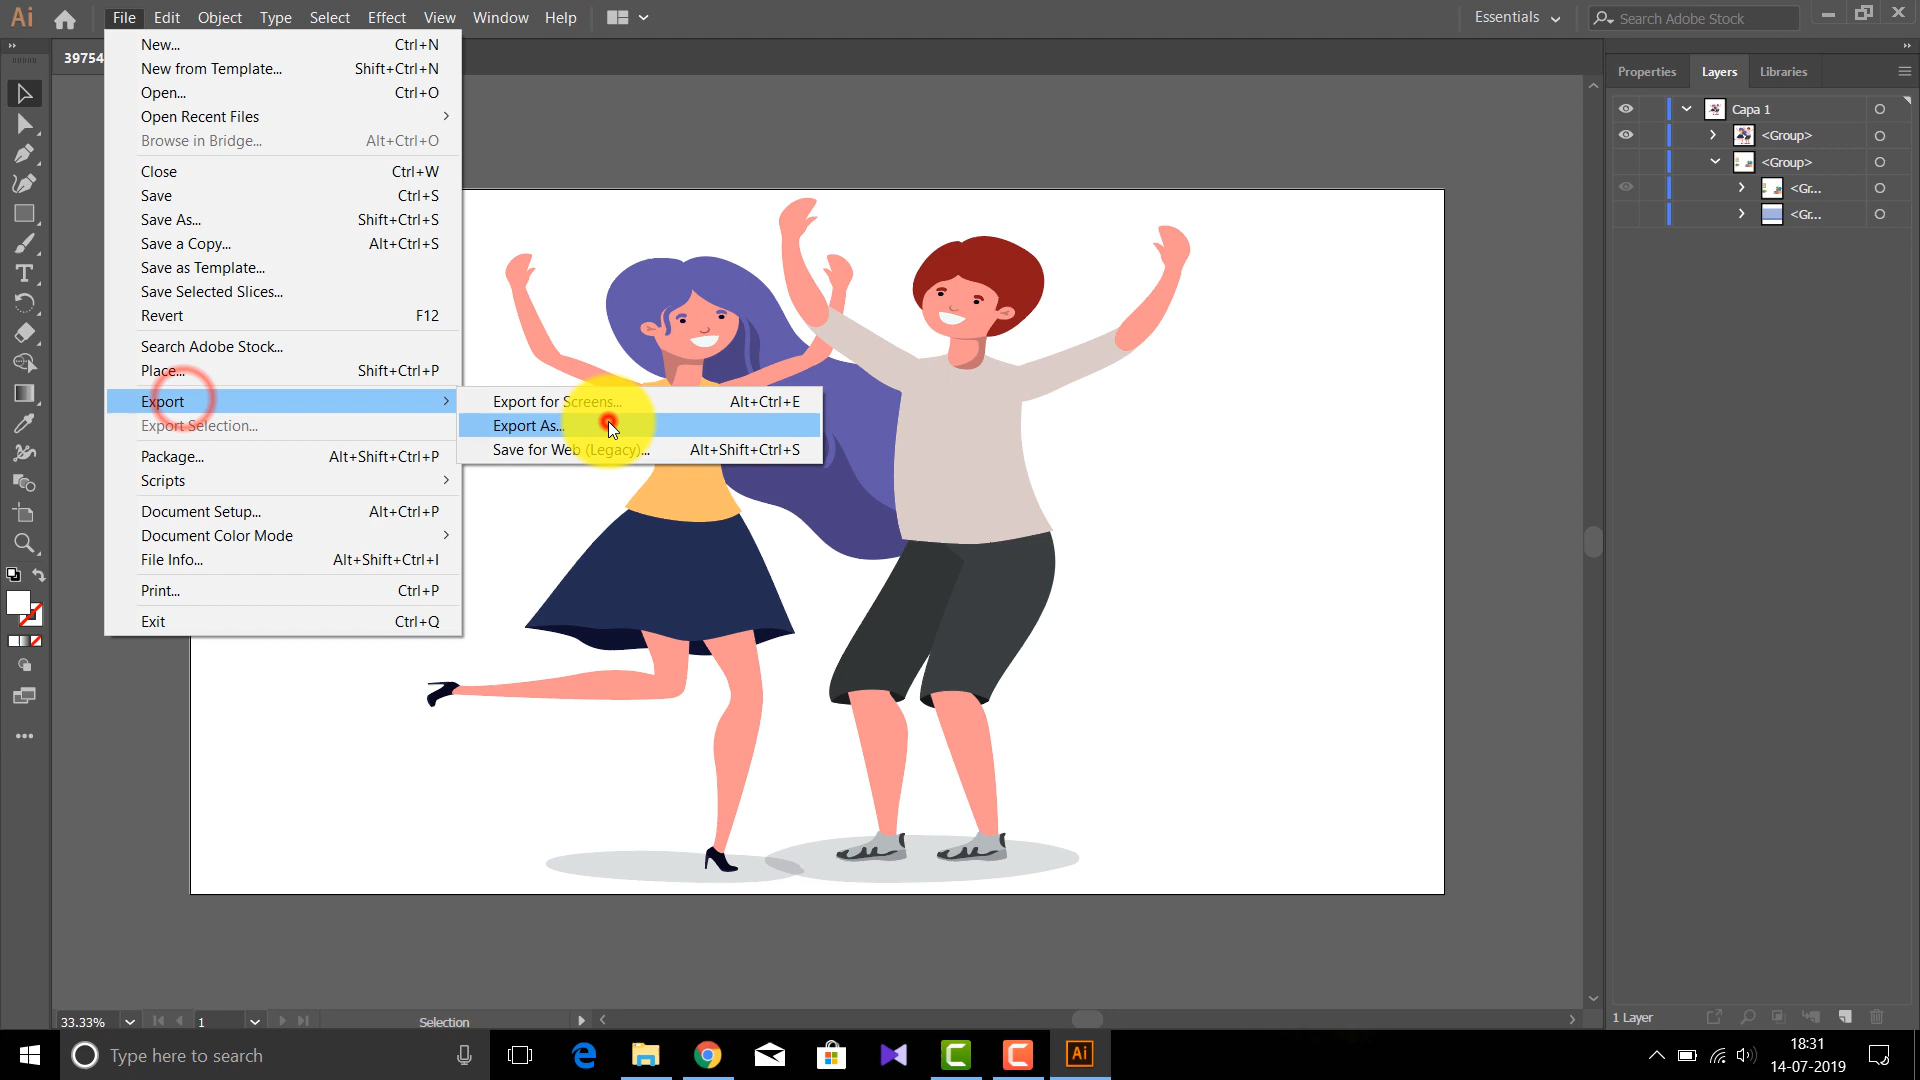 Ai File Edit Object Type Select Effect View Window Help Essentials Search Adobe Stock
39754
New... Ctrl+N
New from Template... Shift+Ctrl+N
Open... Ctrl+O
Open Recent Files
Browse in Bridge... Alt+Ctrl+O
Close Ctrl+W
Save Ctrl+S
Save As... Shift+Ctrl+S
Save a Copy... Alt+Ctrl+S
Save as Template...
Save Selected Slices...
Revert F12
Search Adobe Stock...
Place... Shift+Ctrl+P
Export
Export Selection...
Package... Alt+Shift+Ctrl+P
Scripts
Document Setup... Alt+Ctrl+P
Document Color Mode
File Info... Alt+Shift+Ctrl+I
Print... Ctrl+P
Exit Ctrl+Q
Export for Screens... Alt+Ctrl+E
Export As...
Save for Web (Legacy)... Alt+Shift+Ctrl+S
Properties Layers Libraries
Capa 1
<Group>
<Group>
<Gr...
<Gr...
1 Layer
33.33% 1 Selection
Type here to search
Ai
18:31
14-07-2019